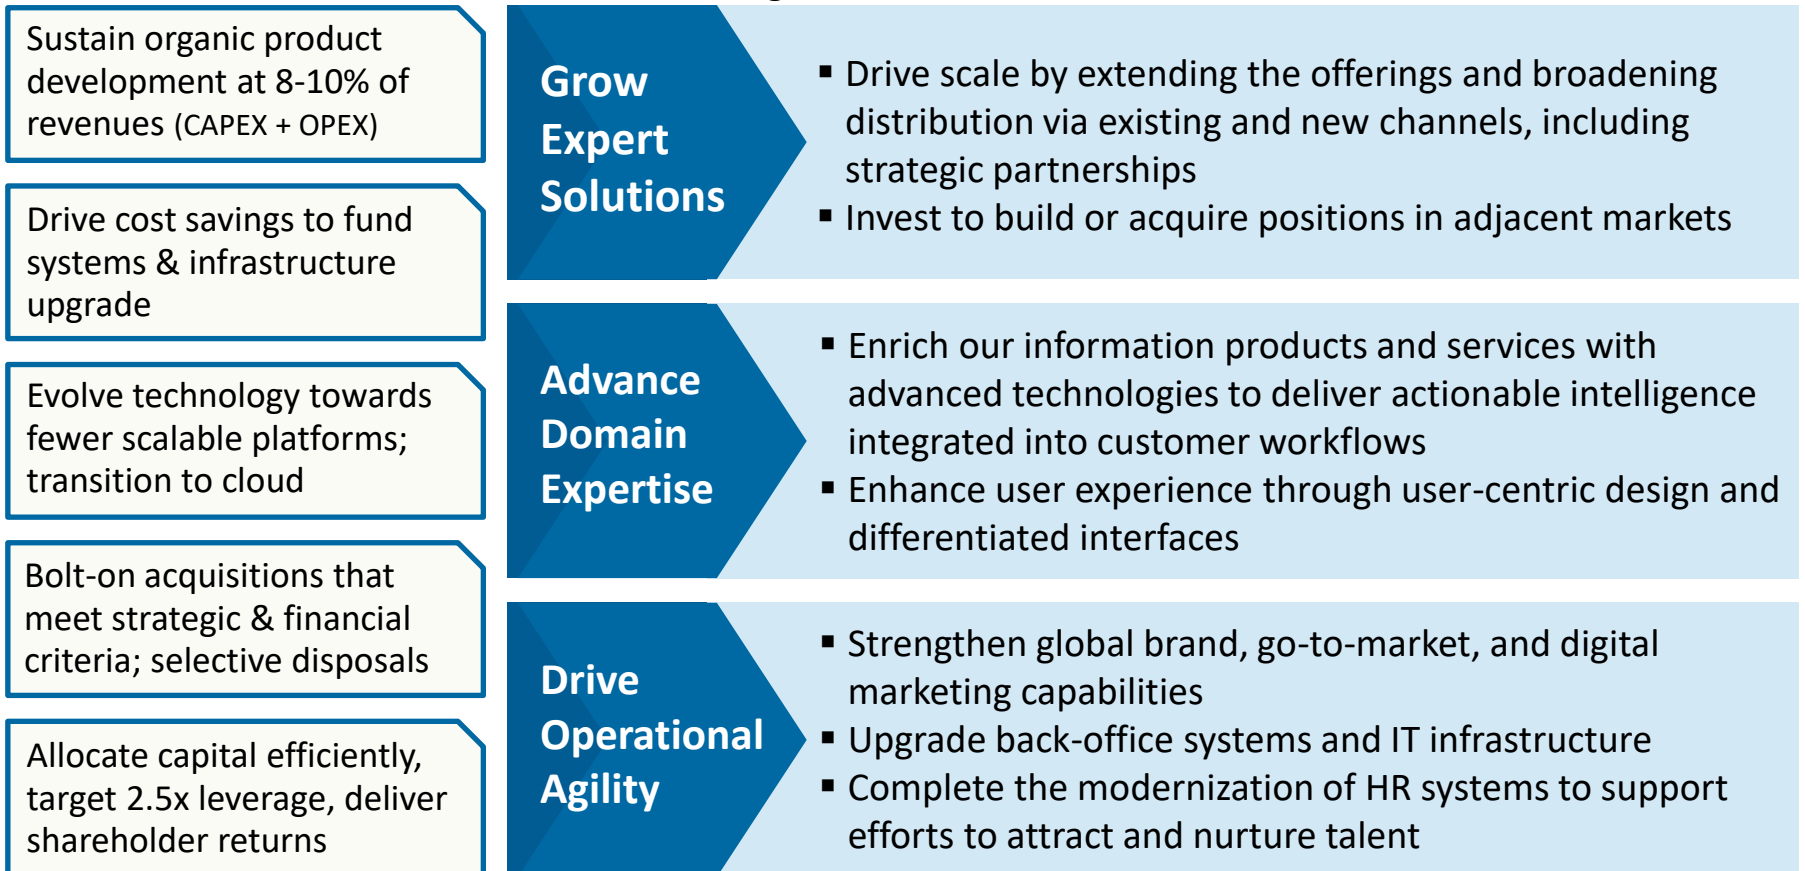 Sustain organic product
development at 8-10% of
revenues (CAPEX + OPEX)
Drive cost savings to fund
systems & infrastructure
upgrade
Evolve technology towards
fewer scalable platforms;
transition to cloud
Bolt-on acquisitions that
meet strategic & financial
criteria; selective disposals
Allocate capital efficiently,
target 2.5x leverage, deliver
shareholder returns
Grow
Expert
Solutions
▪ Drive scale by extending the offerings and broadening
distribution via existing and new channels, including
strategic partnerships
▪ Invest to build or acquire positions in adjacent markets
Advance
Domain
Expertise
▪ Enrich our information products and services with
advanced technologies to deliver actionable intelligence
integrated into customer workflows
▪ Enhance user experience through user-centric design and
differentiated interfaces
Drive
Operational
Agility
▪ Strengthen global brand, go-to-market, and digital
marketing capabilities
▪ Upgrade back-office systems and IT infrastructure
▪ Complete the modernization of HR systems to support
efforts to attract and nurture talent